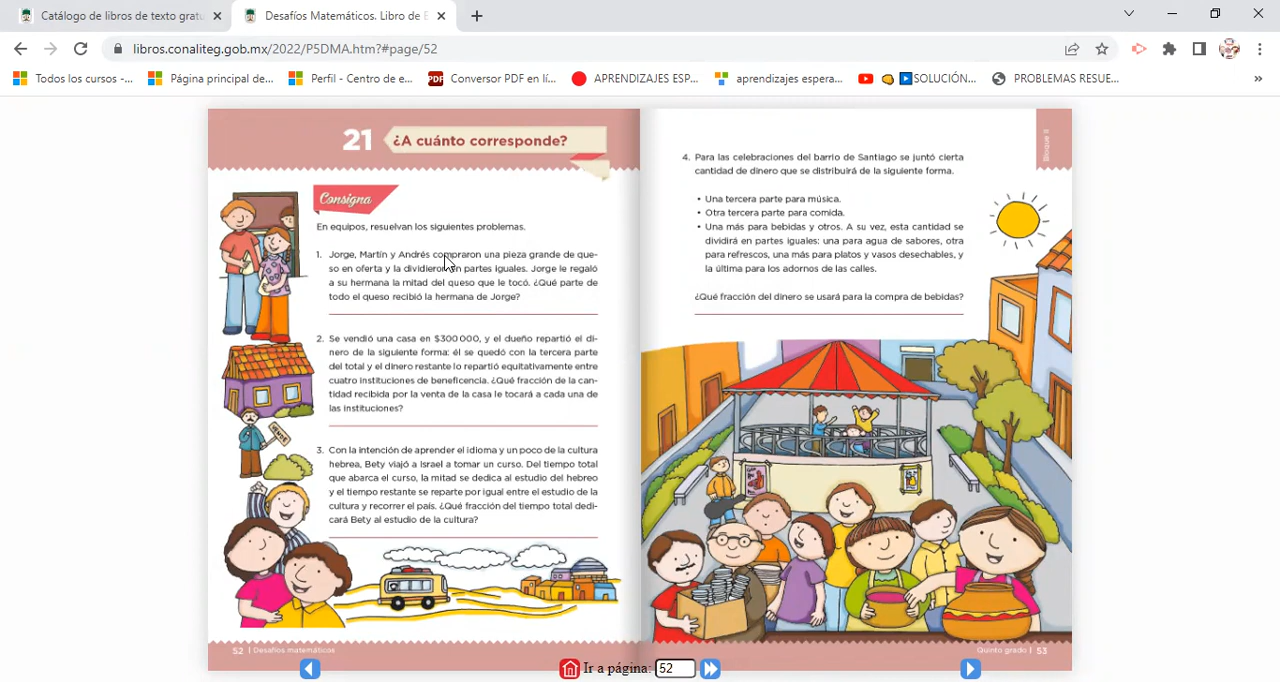 Catálogo de libros de texto gratu
Desafíos Matemáticos. Libro de E
libros.conaliteg.gob.mx/2022/P5DMA.htm?#page/52
Todos los cursos -...
Página principal de...
Perfil - Centro de e...
PDF
Conversor PDF en lí...
APRENDIZAJES ESP...
aprendizajes espera...
SOLUCIÓN...
PROBLEMAS RESUE...
»
21 ¿A cuánto corresponde?
Consigna
En equipos, resuelvan los siguientes problemas.
1. Jorge, Martín y Andrés compraron una pieza grande de que-
so en oferta y la dividieron en partes iguales. Jorge le regaló
a su hermana la mitad del queso que le tocó. ¿Qué parte de
todo el queso recibió la hermana de Jorge?
2. Se vendió una casa en $300 000, y el dueño repartió el di-
nero de la siguiente forma: él se quedó con la tercera parte
del total y el dinero restante lo repartió equitativamente entre
cuatro instituciones de beneficencia. ¿Qué fracción de la can-
tidad recibida por la venta de la casa le tocará a cada una de
las instituciones?
3. Con la intención de aprender el idioma y un poco de la cultura
hebrea, Bety viajó a Israel a tomar un curso. Del tiempo total
que abarca el curso, la mitad se dedica al estudio del hebreo
y el tiempo restante se reparte por igual entre el estudio de la
cultura y recorrer el país. ¿Qué fracción del tiempo total dedi-
cará Bety al estudio de la cultura?
52 | Desafíos matemáticos
Bloque II
4. Para las celebraciones del barrio de Santiago se juntó cierta
cantidad de dinero que se distribuirá de la siguiente forma.
• Una tercera parte para música.
• Otra tercera parte para comida.
• Una más para bebidas y otros. A su vez, esta cantidad se
dividirá en partes iguales: una para agua de sabores, otra
para refrescos, una más para platos y vasos desechables, y
la última para los adornos de las calles.
¿Qué fracción del dinero se usará para la compra de bebidas?
Quinto grado | 53
Ir a página: 52